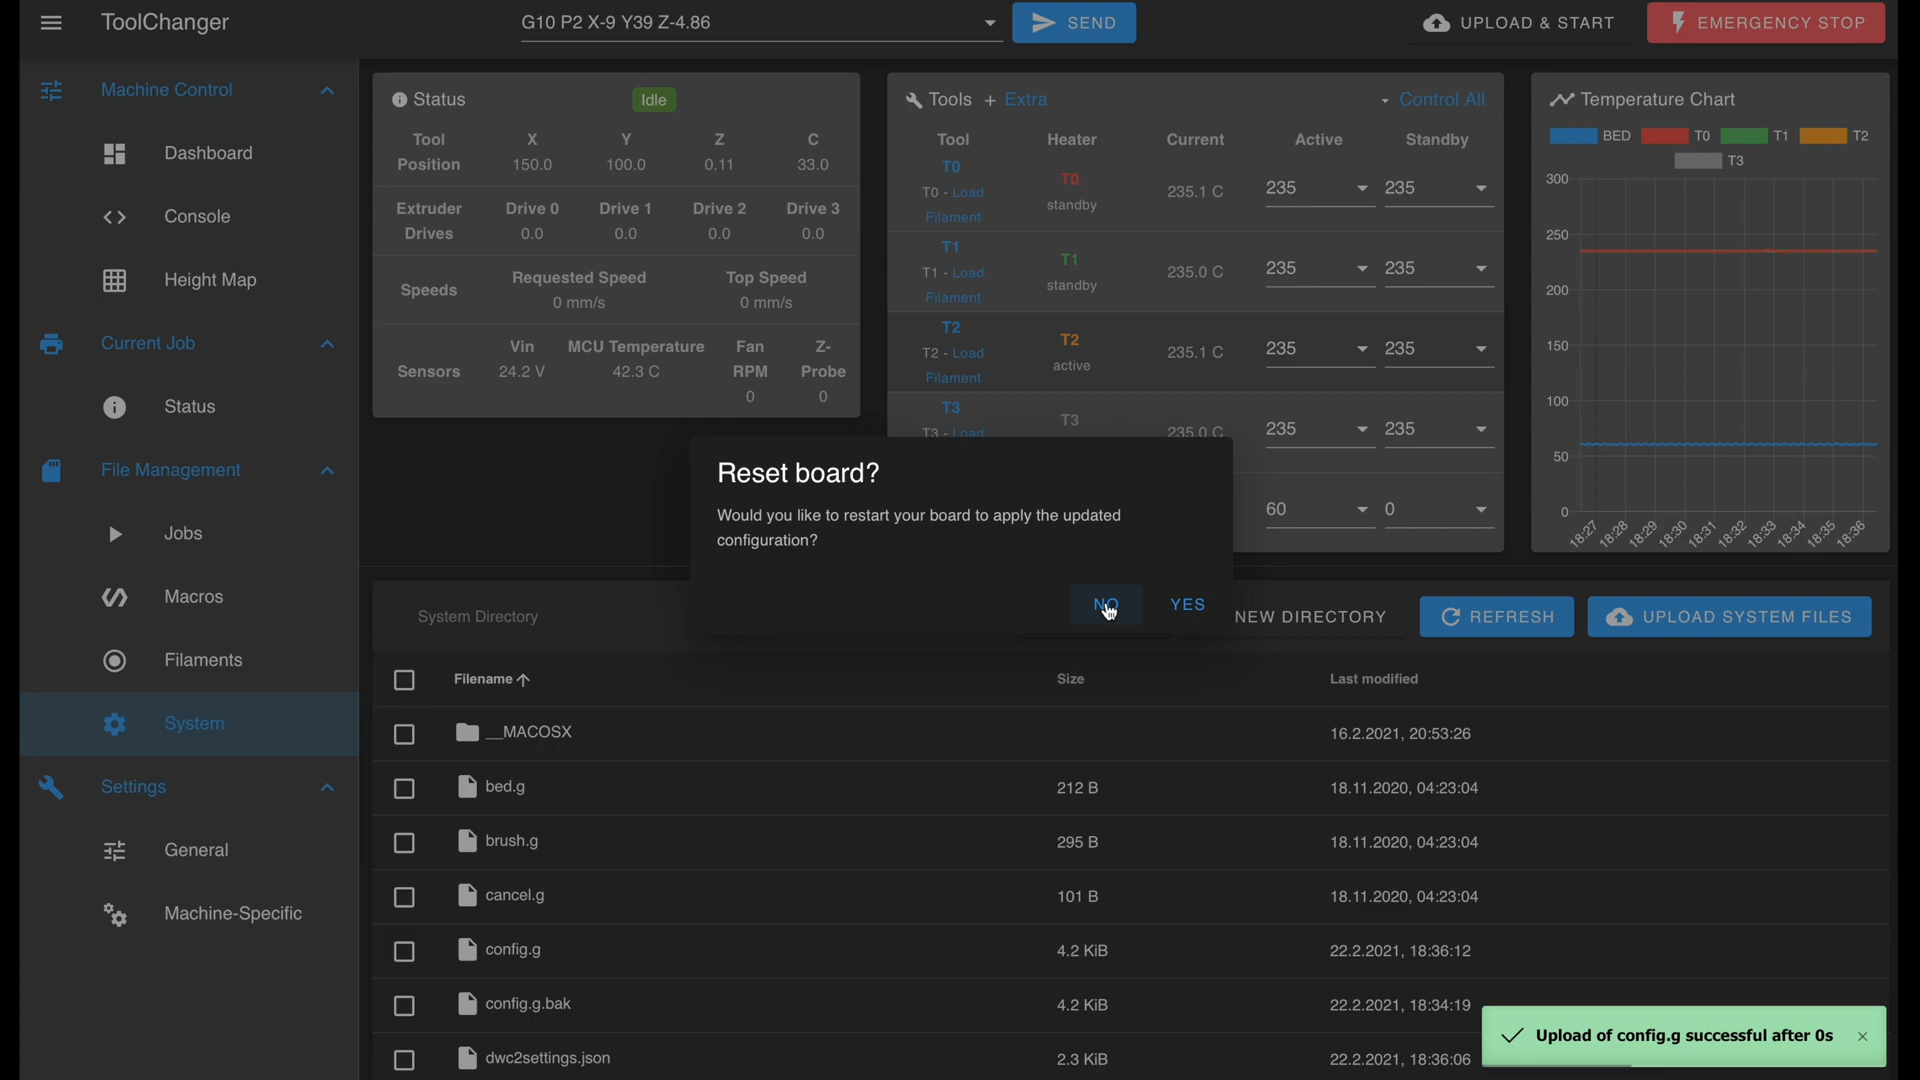 ToolChanger
G10 P2 X-9 Y39 Z-4.86
SEND
UPLOAD & START
EMERGENCY STOP
Machine Control
Dashboard
Console
Height Map
Current Job
Status
File Management
Jobs
Macros
Filaments
System
Settings
General
Machine-Specific
Status
Idle
Tool Position
X Y Z C
150.0 100.0 0.11 33.0
Extruder Drives
Drive 0 Drive 1 Drive 2 Drive 3
0.0 0.0 0.0 0.0
Speeds
Requested Speed Top Speed
0 mm/s 0 mm/s
Sensors
Vin MCU Temperature Fan RPM Z-Probe
24.2 V 42.3 C 0 0
Tools + Extra
Control All
Tool Heater Current Active Standby
T0
T0 - Load Filament
T0
standby
235.1 C 235 235
T1
T1 - Load Filament
T1
standby
235.0 C 235 235
T2
T2 - Load Filament
T2
active
235.1 C 235 235
T3
T3 - Load
T3
235.0 C 235 235
60 0
Temperature Chart
BED T0 T1 T2
T3
300
250
200
150
100
50
0
18:27 18:28 18:29 18:30 18:31 18:32 18:33 18:34 18:35 18:36
Reset board?
Would you like to restart your board to apply the updated
configuration?
NO YES
System Directory
NEW DIRECTORY
REFRESH
UPLOAD SYSTEM FILES
Filename Size Last modified
__MACOSX 16.2.2021, 20:53:26
bed.g 212 B 18.11.2020, 04:23:04
brush.g 295 B 18.11.2020, 04:23:04
cancel.g 101 B 18.11.2020, 04:23:04
config.g 4.2 KiB 22.2.2021, 18:36:12
config.g.bak 4.2 KiB 22.2.2021, 18:34:19
dwc2settings.json 2.3 KiB 22.2.2021, 18:36:06
Upload of config.g successful after 0s ×